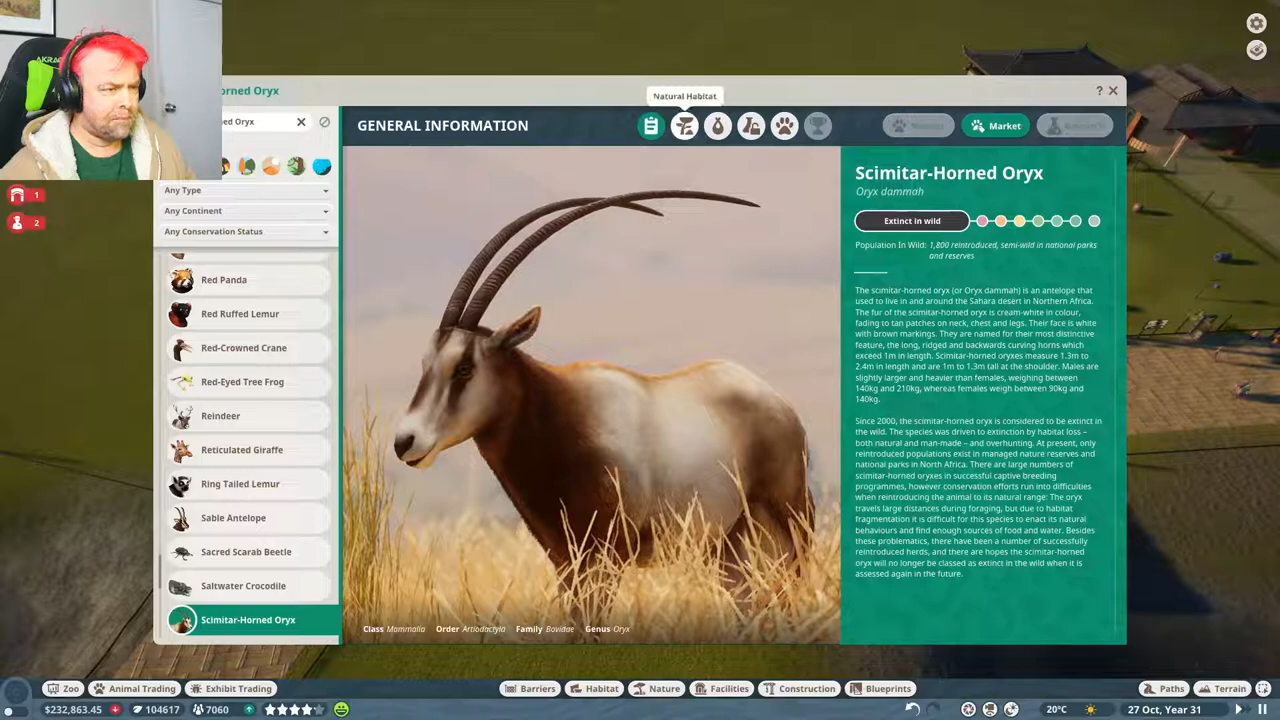 AKRA
ed Oryx
rned Oryx
Natural Habitat
?
GENERAL INFORMATION
Market
Any Type
Any Continent
Any Conservation Status
1
2
Red Panda
Red Ruffed Lemur
Red-Crowned Crane
Red-Eyed Tree Frog
Reindeer
Reticulated Giraffe
Ring Tailed Lemur
Sable Antelope
Sacred Scarab Beetle
Saltwater Crocodile
Scimitar-Horned Oryx
Class Mammalia Order Artiodactyla Family Bovidae Genus Oryx
Scimitar-Horned Oryx
Oryx dammah
Extinct in wild
Population In Wild: 1,800 reintroduced, semi-wild in national parks
and reserves
The scimitar-horned oryx (or Oryx dammah) is an antelope that
used to live in and around the Sahara desert in Northern Africa.
The fur of the scimitar-horned oryx is cream-white in colour,
fading to tan patches on neck, chest and legs. Their face is white
with brown markings. They are named for their most distinctive
feature, the long, ridged and backwards curving horns which
exceed 1m in length. Scimitar-horned oryxes measure 1.3m to
2.4m in length and are 1m to 1.3m tall at the shoulder. Males are
slightly larger and heavier than females, weighing between
140kg and 210kg, whereas females weigh between 90kg and
140kg.
Since 2000, the scimitar-horned oryx is considered to be extinct in
the wild. The species was driven to extinction by habitat loss –
both natural and man-made – and overhunting. At present, only
reintroduced populations exist in managed nature reserves and
national parks in North Africa. There are large numbers of
scimitar-horned oryxes in successful captive breeding
programmes, however conservation efforts run into difficulties
when reintroducing the animal to its natural range: The oryx
travels large distances during foraging, but due to habitat
fragmentation it is difficult for this species to enact its natural
behaviours and find enough sources of food and water. Besides
these problematics, there have been a number of successfully
reintroduced herds, and there are hopes the scimitar-horned
oryx will no longer be classed as extinct in the wild when it is
assessed again in the future.
Zoo Animal Trading Exhibit Trading Barriers Habitat Nature Facilities Construction Blueprints Paths Terrain
$232,863.45 104617 7060 20°C 27 Oct, Year 31